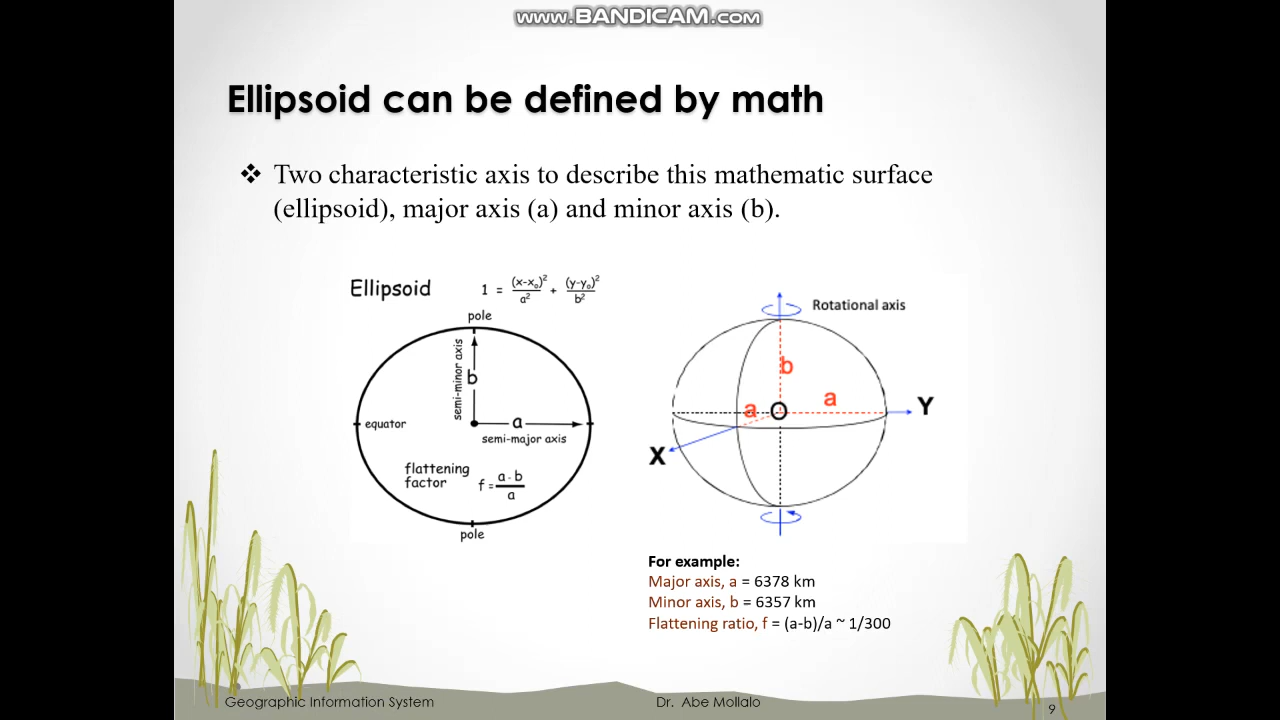 www.BANDICAM.com
Ellipsoid can be defined by math
❖ Two characteristic axis to describe this mathematic surface
(ellipsoid), major axis (a) and minor axis (b).
Ellipsoid 1 = (x-x₀)²/a² + (y-y₀)²/b²
pole
semi-minor axis
b
equator
a
semi-major axis
flattening
factor f = a - b/a
pole
Rotational axis
b
a
a
O
Y
X
For example:
Major axis, a = 6378 km
Minor axis, b = 6357 km
Flattening ratio, f = (a-b)/a ~ 1/300
Geographic Information System
Dr. Abe Mollalo
9